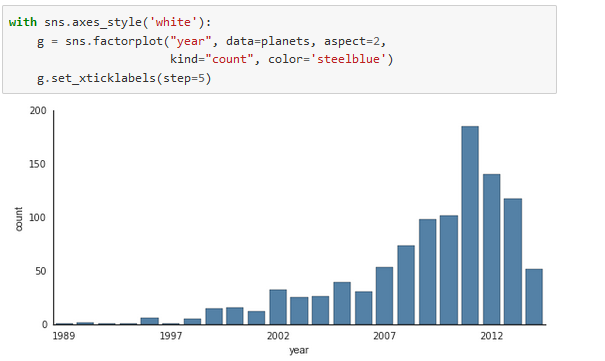 with sns.axes_style('white'):
    g = sns.factorplot("year", data=planets, aspect=2,
                       kind="count", color='steelblue')
    g.set_xticklabels(step=5)
200
150
100
50
0
count
1989 1997 2002 2007 2012
year